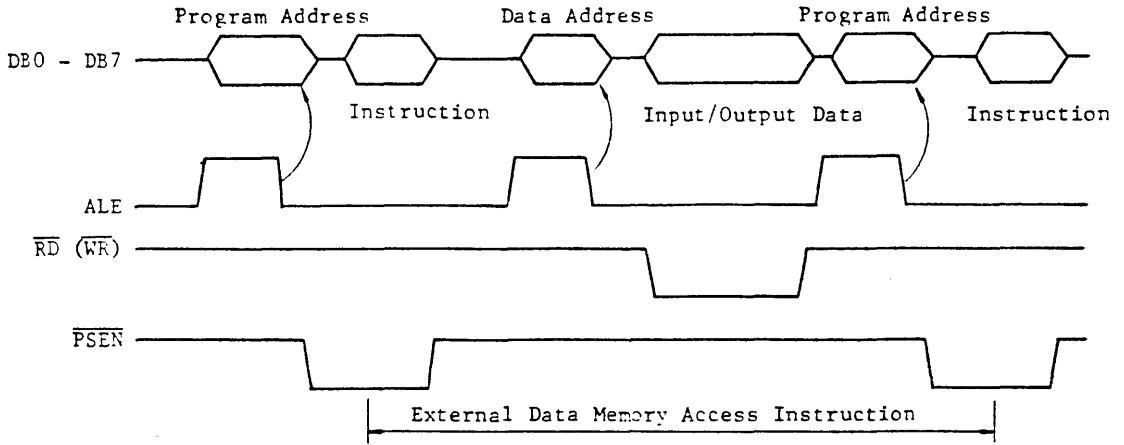 Program Address Data Address Program Address
DB0 - DB7
Instruction Input/Output Data Instruction
ALE
RD (WR)
PSEN
External Data Memory Access Instruction